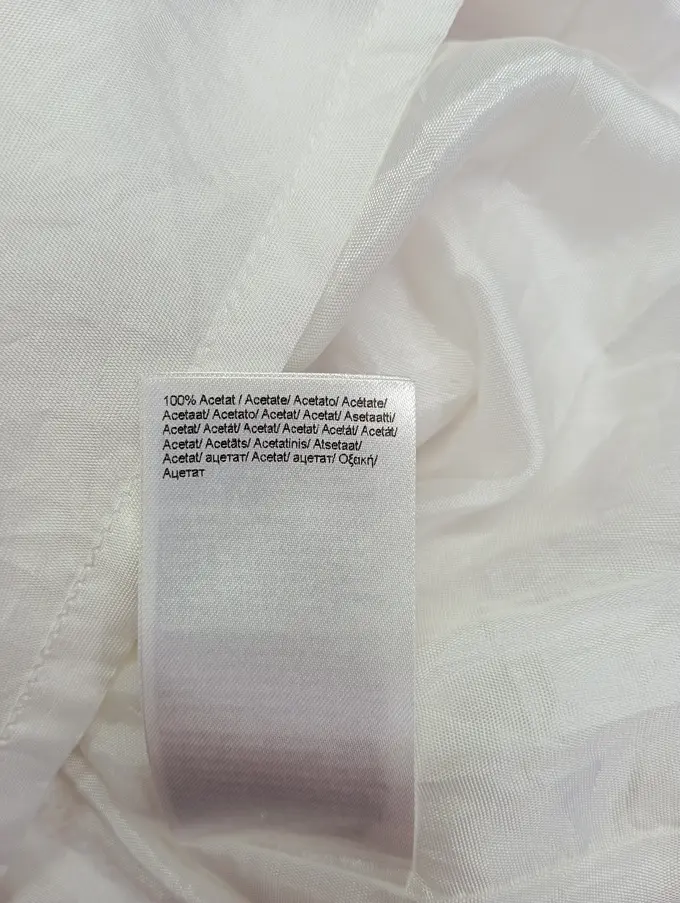 100% Acetat / Acetate/ Acetato/ Acétate/
Acetaat/ Acetato/ Acetat/ Acetat/ Asetaatti/
Acetat/ Acetát/ Acetat/ Acetat/ Acetát/ Acetát/
Acetat/ Acetāts/ Acetatinis/ Atsetaat/
Acetat/ ацетат/ Acetat/ ацетат/ Οξεική/
Ацетат